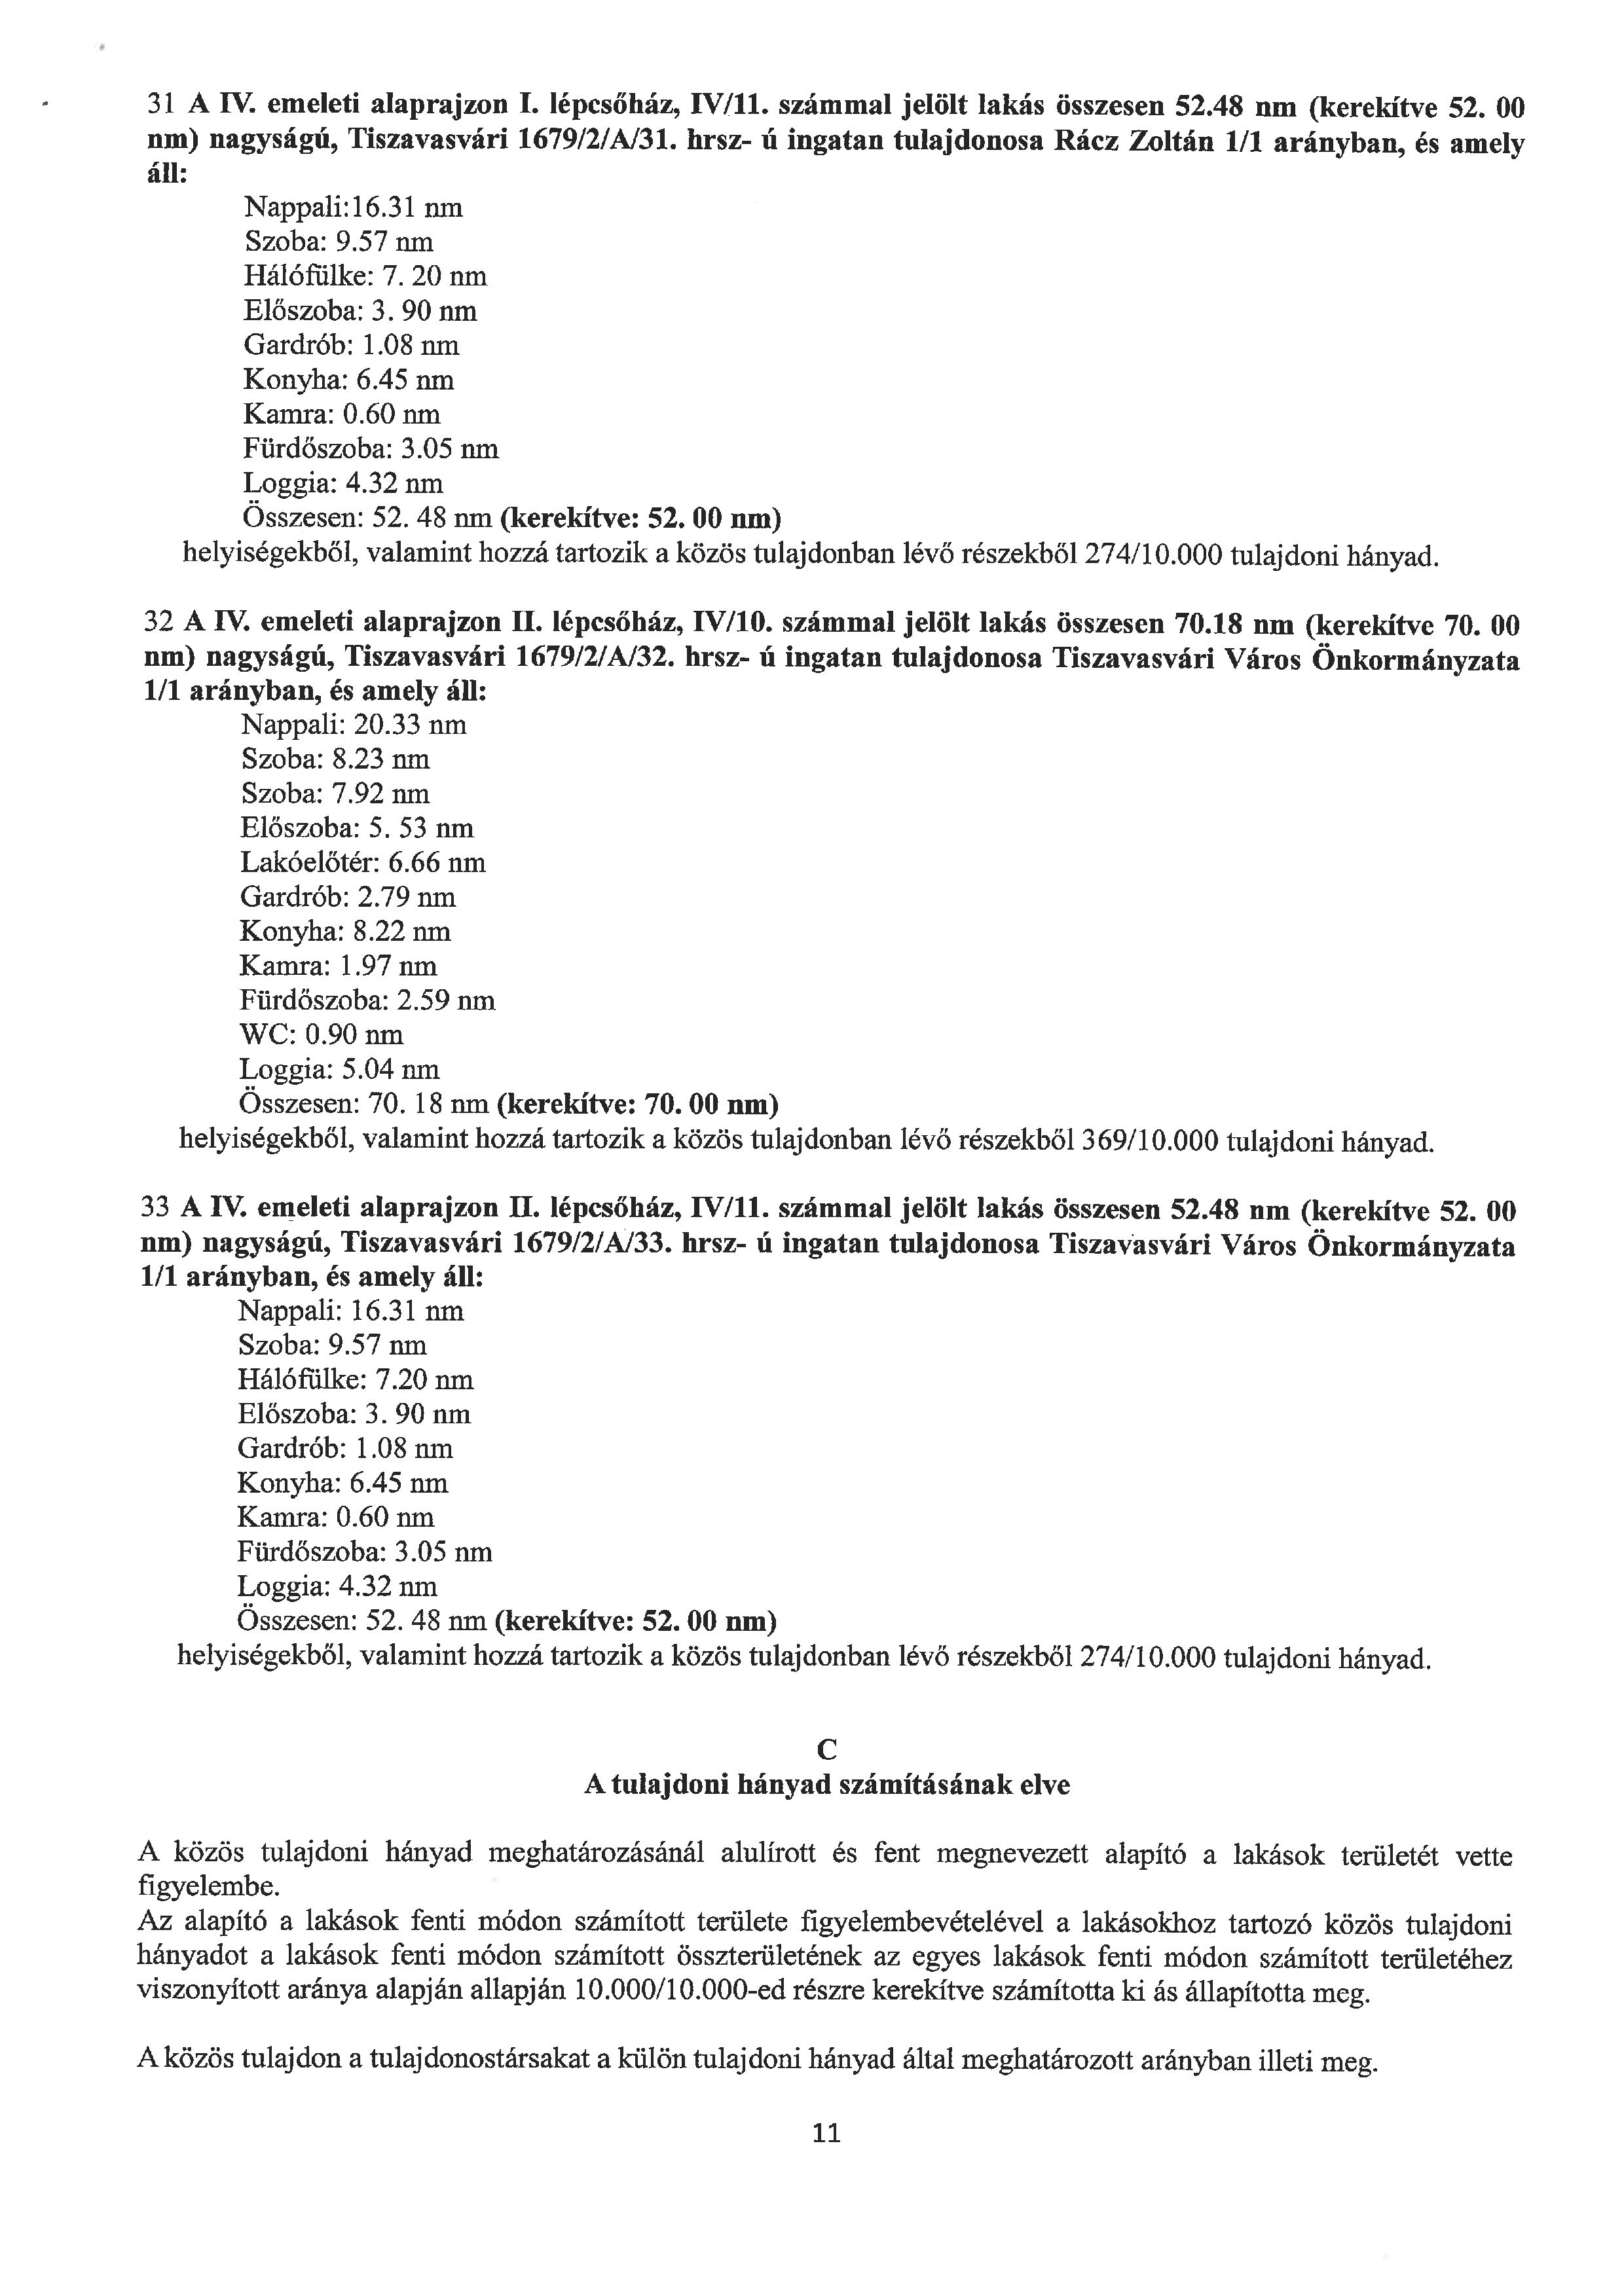 31 A IV. emeleti alaprajzon I. lépcsőház, IV/11. számmal jelölt lakás összesen 52.48 nm (kerekítve 52. 00
nm) nagyságú, Tiszavasvári 1679/2/A/31. hrsz- ú ingatan tulajdonosa Rácz Zoltán 1/1 arányban, és amely
áll:
Nappali:16.31 nm
Szoba: 9.57 nm
Hálófülke: 7. 20 nm
Előszoba: 3. 90 nm
Gardrób: 1.08 nm
Konyha: 6.45 nm
Kamra: 0.60 nm
Fürdőszoba: 3.05 nm
Loggia: 4.32 nm
Összesen: 52. 48 nm (kerekítve: 52. 00 nm)
helyiségekből, valamint hozzá tartozik a közös tulajdonban lévő részekből 274/10.000 tulajdoni hányad.
32 A IV. emeleti alaprajzon II. lépcsőház, IV/10. számmal jelölt lakás összesen 70.18 nm (kerekítve 70. 00
nm) nagyságú, Tiszavasvári 1679/2/A/32. hrsz- ú ingatan tulajdonosa Tiszavasvári Város Önkormányzata
1/1 arányban, és amely áll:
Nappali: 20.33 nm
Szoba: 8.23 nm
Szoba: 7.92 nm
Előszoba: 5. 53 nm
Lakóelőtér: 6.66 nm
Gardrób: 2.79 nm
Konyha: 8.22 nm
Kamra: 1.97 nm
Fürdőszoba: 2.59 nm
WC: 0.90 nm
Loggia: 5.04 nm
Összesen: 70. 18 nm (kerekítve: 70. 00 nm)
helyiségekből, valamint hozzá tartozik a közös tulajdonban lévő részekből 369/10.000 tulajdoni hányad.
33 A IV. emeleti alaprajzon II. lépcsőház, IV/11. számmal jelölt lakás összesen 52.48 nm (kerekítve 52. 00
nm) nagyságú, Tiszavasvári 1679/2/A/33. hrsz- ú ingatan tulajdonosa Tiszavasvári Város Önkormányzata
1/1 arányban, és amely áll:
Nappali: 16.31 nm
Szoba: 9.57 nm
Hálófülke: 7.20 nm
Előszoba: 3. 90 nm
Gardrób: 1.08 nm
Konyha: 6.45 nm
Kamra: 0.60 nm
Fürdőszoba: 3.05 nm
Loggia: 4.32 nm
Összesen: 52. 48 nm (kerekítve: 52. 00 nm)
helyiségekből, valamint hozzá tartozik a közös tulajdonban lévő részekből 274/10.000 tulajdoni hányad.
C
A tulajdoni hányad számításának elve
A közös tulajdoni hányad meghatározásánál alulírott és fent megnevezett alapító a lakások területét vette
figyelembe.
Az alapító a lakások fenti módon számított területe figyelembevételével a lakásokhoz tartozó közös tulajdoni
hányadot a lakások fenti módon számított összterületének az egyes lakások fenti módon számított területéhez
viszonyított aránya alapján allapján 10.000/10.000-ed részre kerekítve számította ki ás állapította meg.
A közös tulajdon a tulajdonostársakat a külön tulajdoni hányad által meghatározott arányban illeti meg.
11